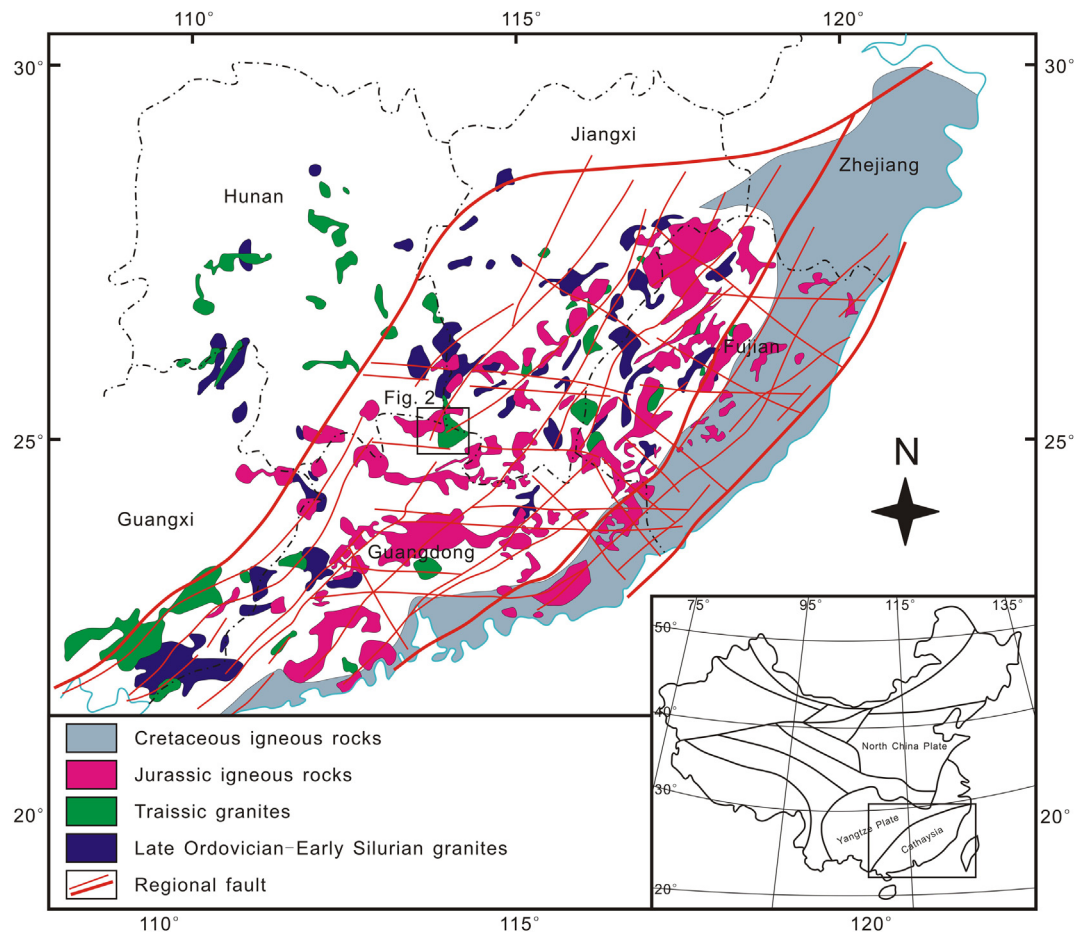 110° 115° 120°
30° 30°
Jiangxi
Zhejiang
Hunan
Fujian
Fig. 2
25° 25°
N
Guangxi
Guangdong
75° 95° 115° 135°
50°
40°
North China Plate
30°
Yangtze Plate
Cathaysia
20°
Cretaceous igneous rocks
Jurassic igneous rocks
Traissic granites
20° 20°
Late Ordovician-Early Silurian granites
Regional fault
110° 115° 120°